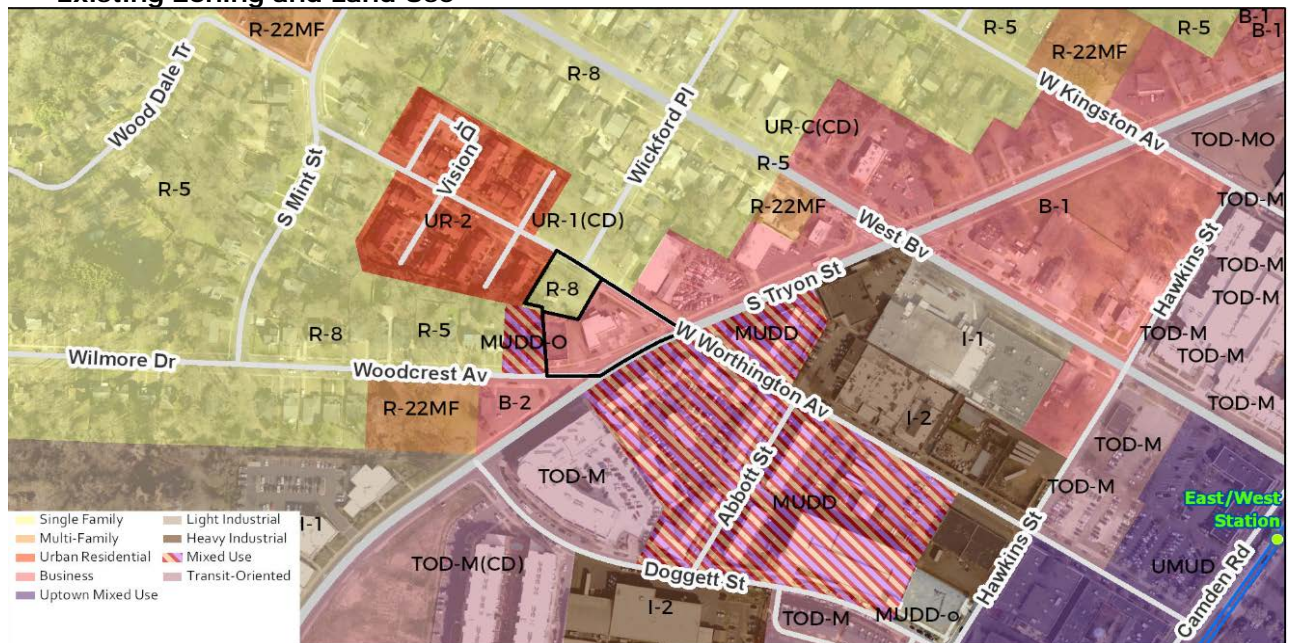 Existing Zoning and Land Use
R-22MF
R-5
R-22MF
R-5
B-1
B-1
Wood Dale Tr
R-8
W Kingston Av
Vision Dr
Wickford Pl
UR-C(CD)
TOD-MO
S Mint St
R-5
R-5
R-22MF
West Bv
B-1
TOD-M
Hawkins St
UR-2
UR-1(CD)
TOD-M
R-8
S Tryon St
TOD-M
TOD-M
R-8
R-5
MUDD-O
MUDD
I-1
TOD-M
Wilmore Dr
Woodcrest Av
W Worthington Av
TOD-M
R-22MF
B-2
I-2
TOD-M
TOD-M
Abbott St
MUDD
TOD-M
East/West
Station
I-1
TOD-M(CD)
Doggett St
I-2
TOD-M
MUDD-o
Hawkins St
UMUD
Camden Rd
Single Family
Multi-Family
Urban Residential
Business
Uptown Mixed Use
Light Industrial
Heavy Industrial
Mixed Use
Transit-Oriented